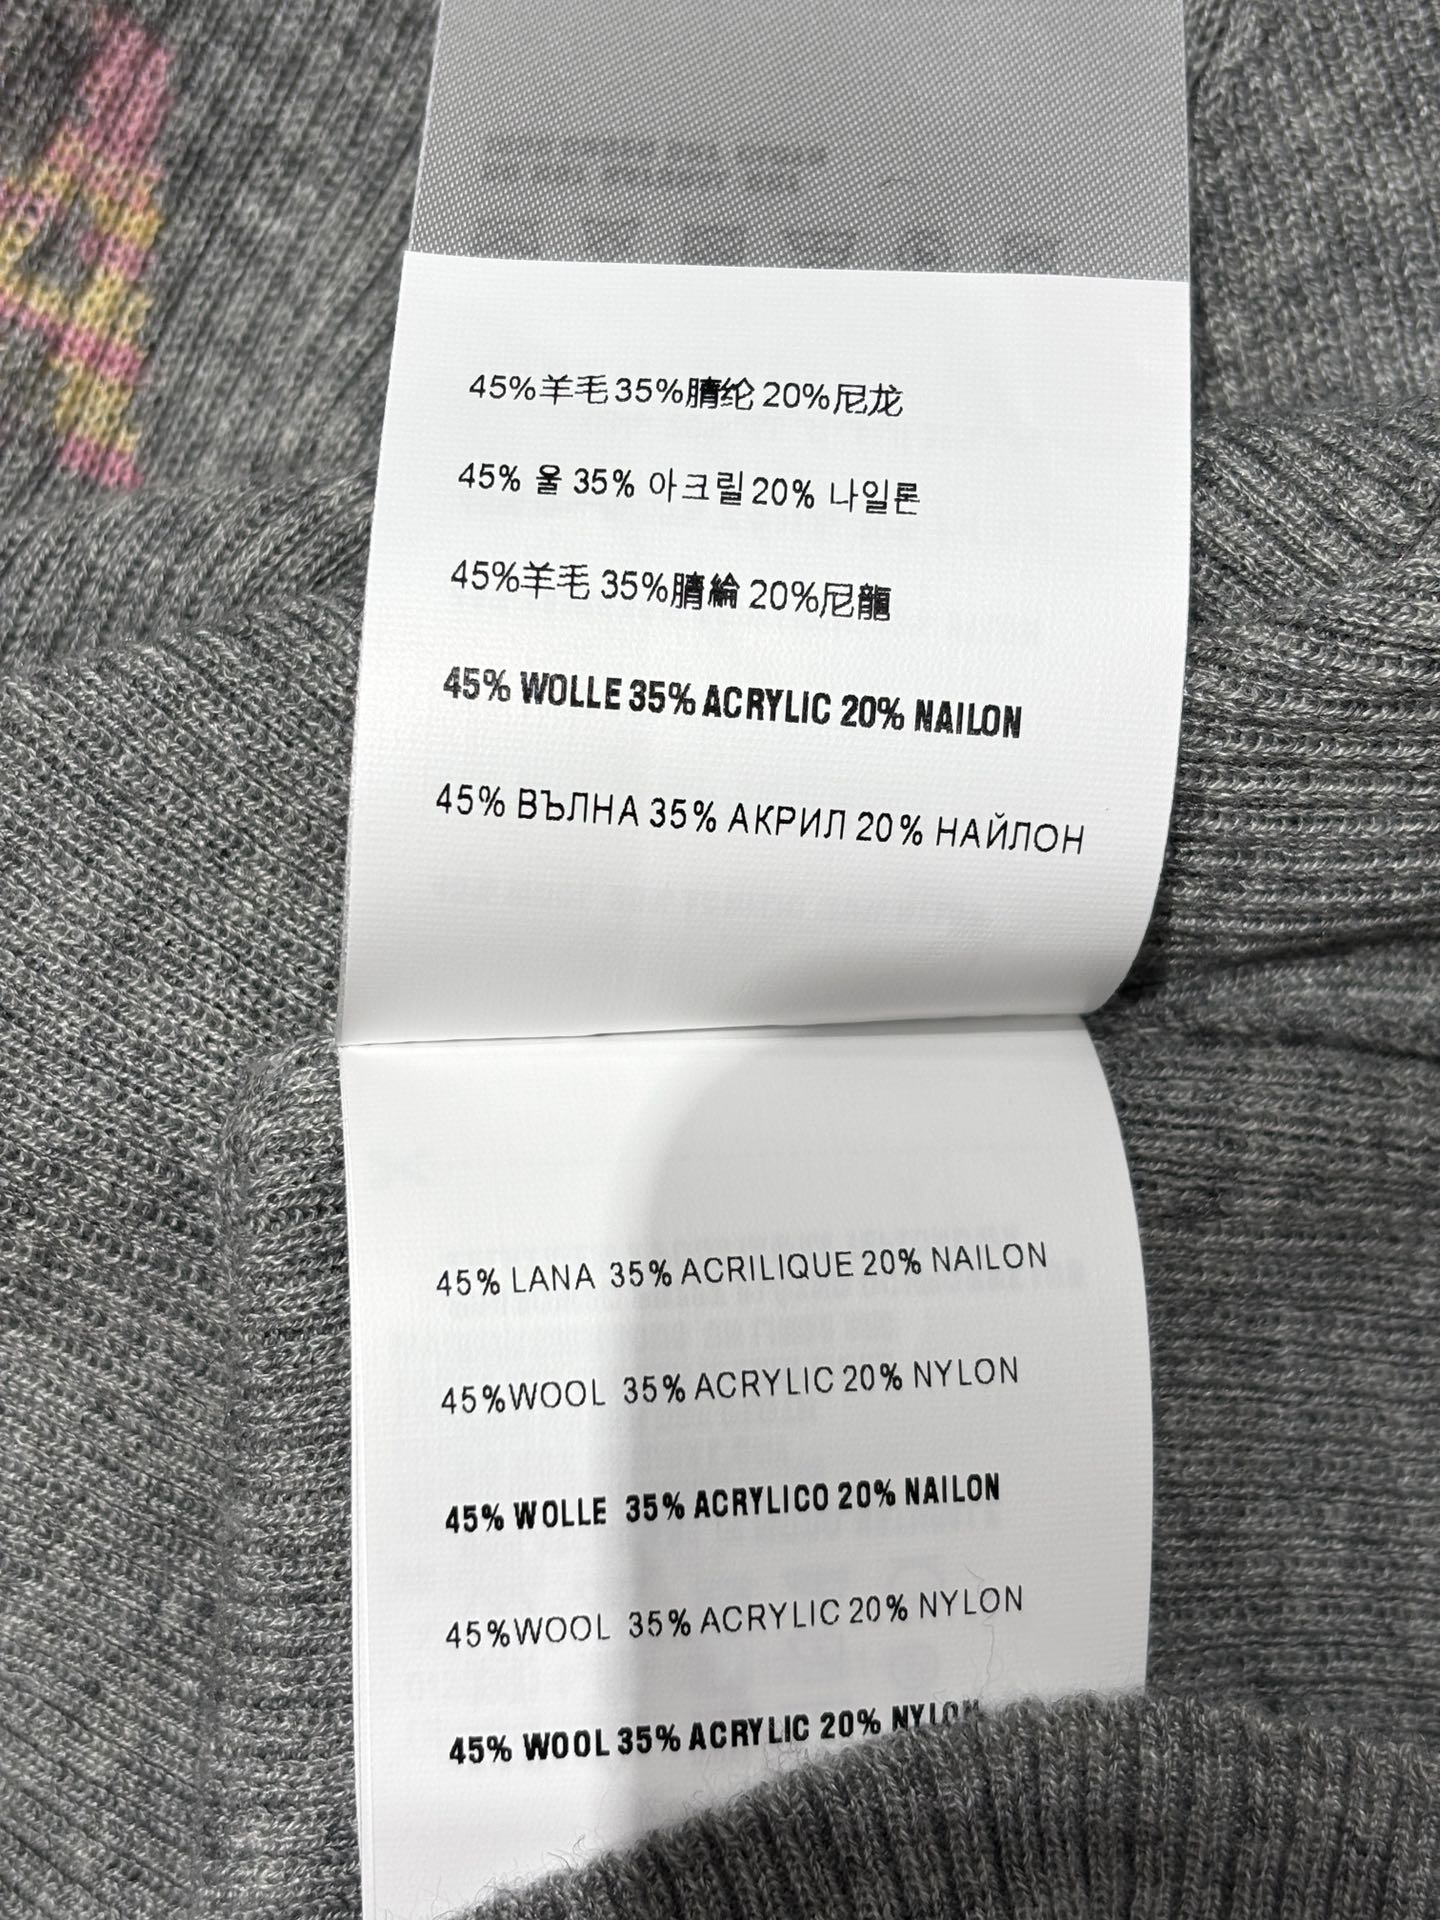 45%羊毛 35%腈纶 20%尼龙
45% 울 35% 아크릴 20% 나일론
45%羊毛 35%腈綸 20%尼龍
45% WOLLE 35% ACRYLIC 20% NAILON
45% ВЪЛНА 35% АКРИЛ 20% НАЙЛОН
45% LANA 35% ACRILIQUE 20% NAILON
45%WOOL 35% ACRYLIC 20% NYLON
45% WOLLE 35% ACRYLICO 20% NAILON
45%WOOL 35% ACRYLIC 20% NYLON
45% WOOL 35% ACRYLIC 20% NYLON